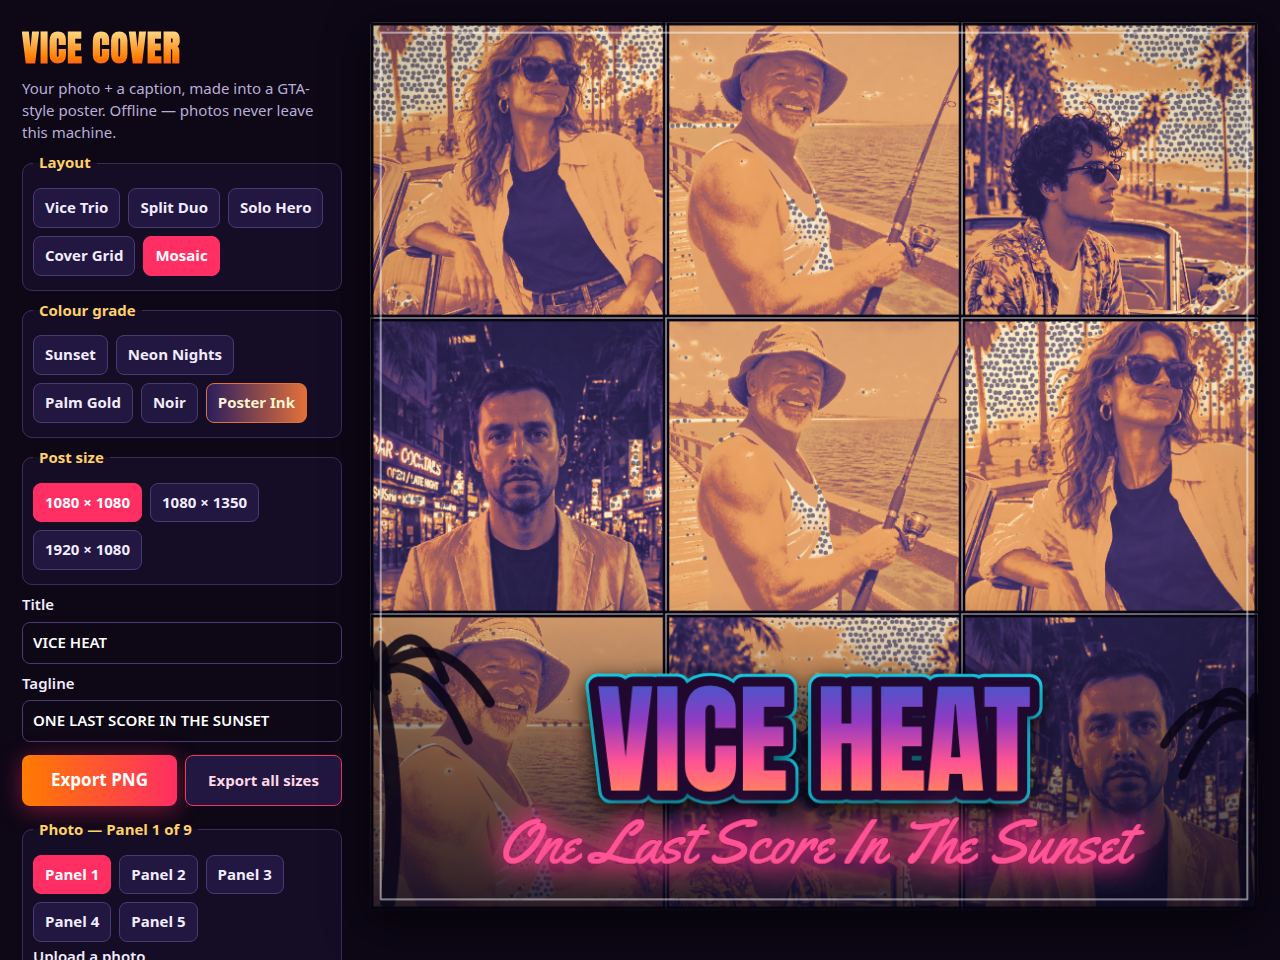 VICE COVER
Your photo + a caption, made into a GTA-
style poster. Offline — photos never leave
this machine.
Layout
Vice Trio
Split Duo
Solo Hero
Cover Grid
Mosaic
Colour grade
Sunset
Neon Nights
Palm Gold
Noir
Poster Ink
Post size
1080 × 1080
1080 × 1350
1920 × 1080
Title
VICE HEAT
Tagline
ONE LAST SCORE IN THE SUNSET
Export PNG
Export all sizes
Photo — Panel 1 of 9
Panel 1
Panel 2
Panel 3
Panel 4
Panel 5
Upload a photo
BAR - COCKTAILS
VICE HEAT
One Last Score In The Sunset